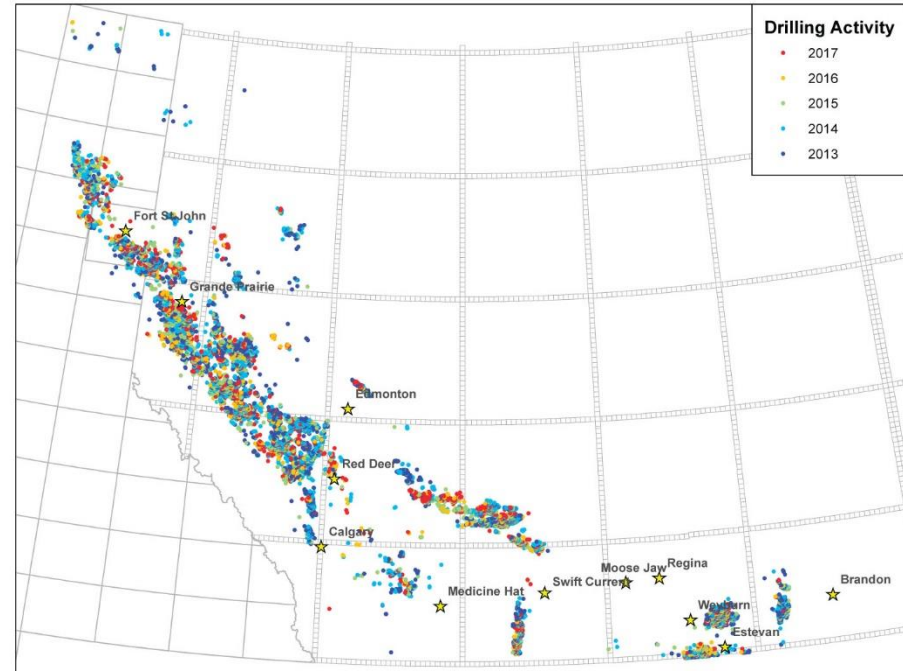 Drilling Activity
2017
2016
2015
2014
2013
Fort St.John
Grande Prairie
Edmonton
Red Deer
Calgary
Medicine Hat
Swift Current
Moose Jaw
Regina
Weyburn
Estevan
Brandon